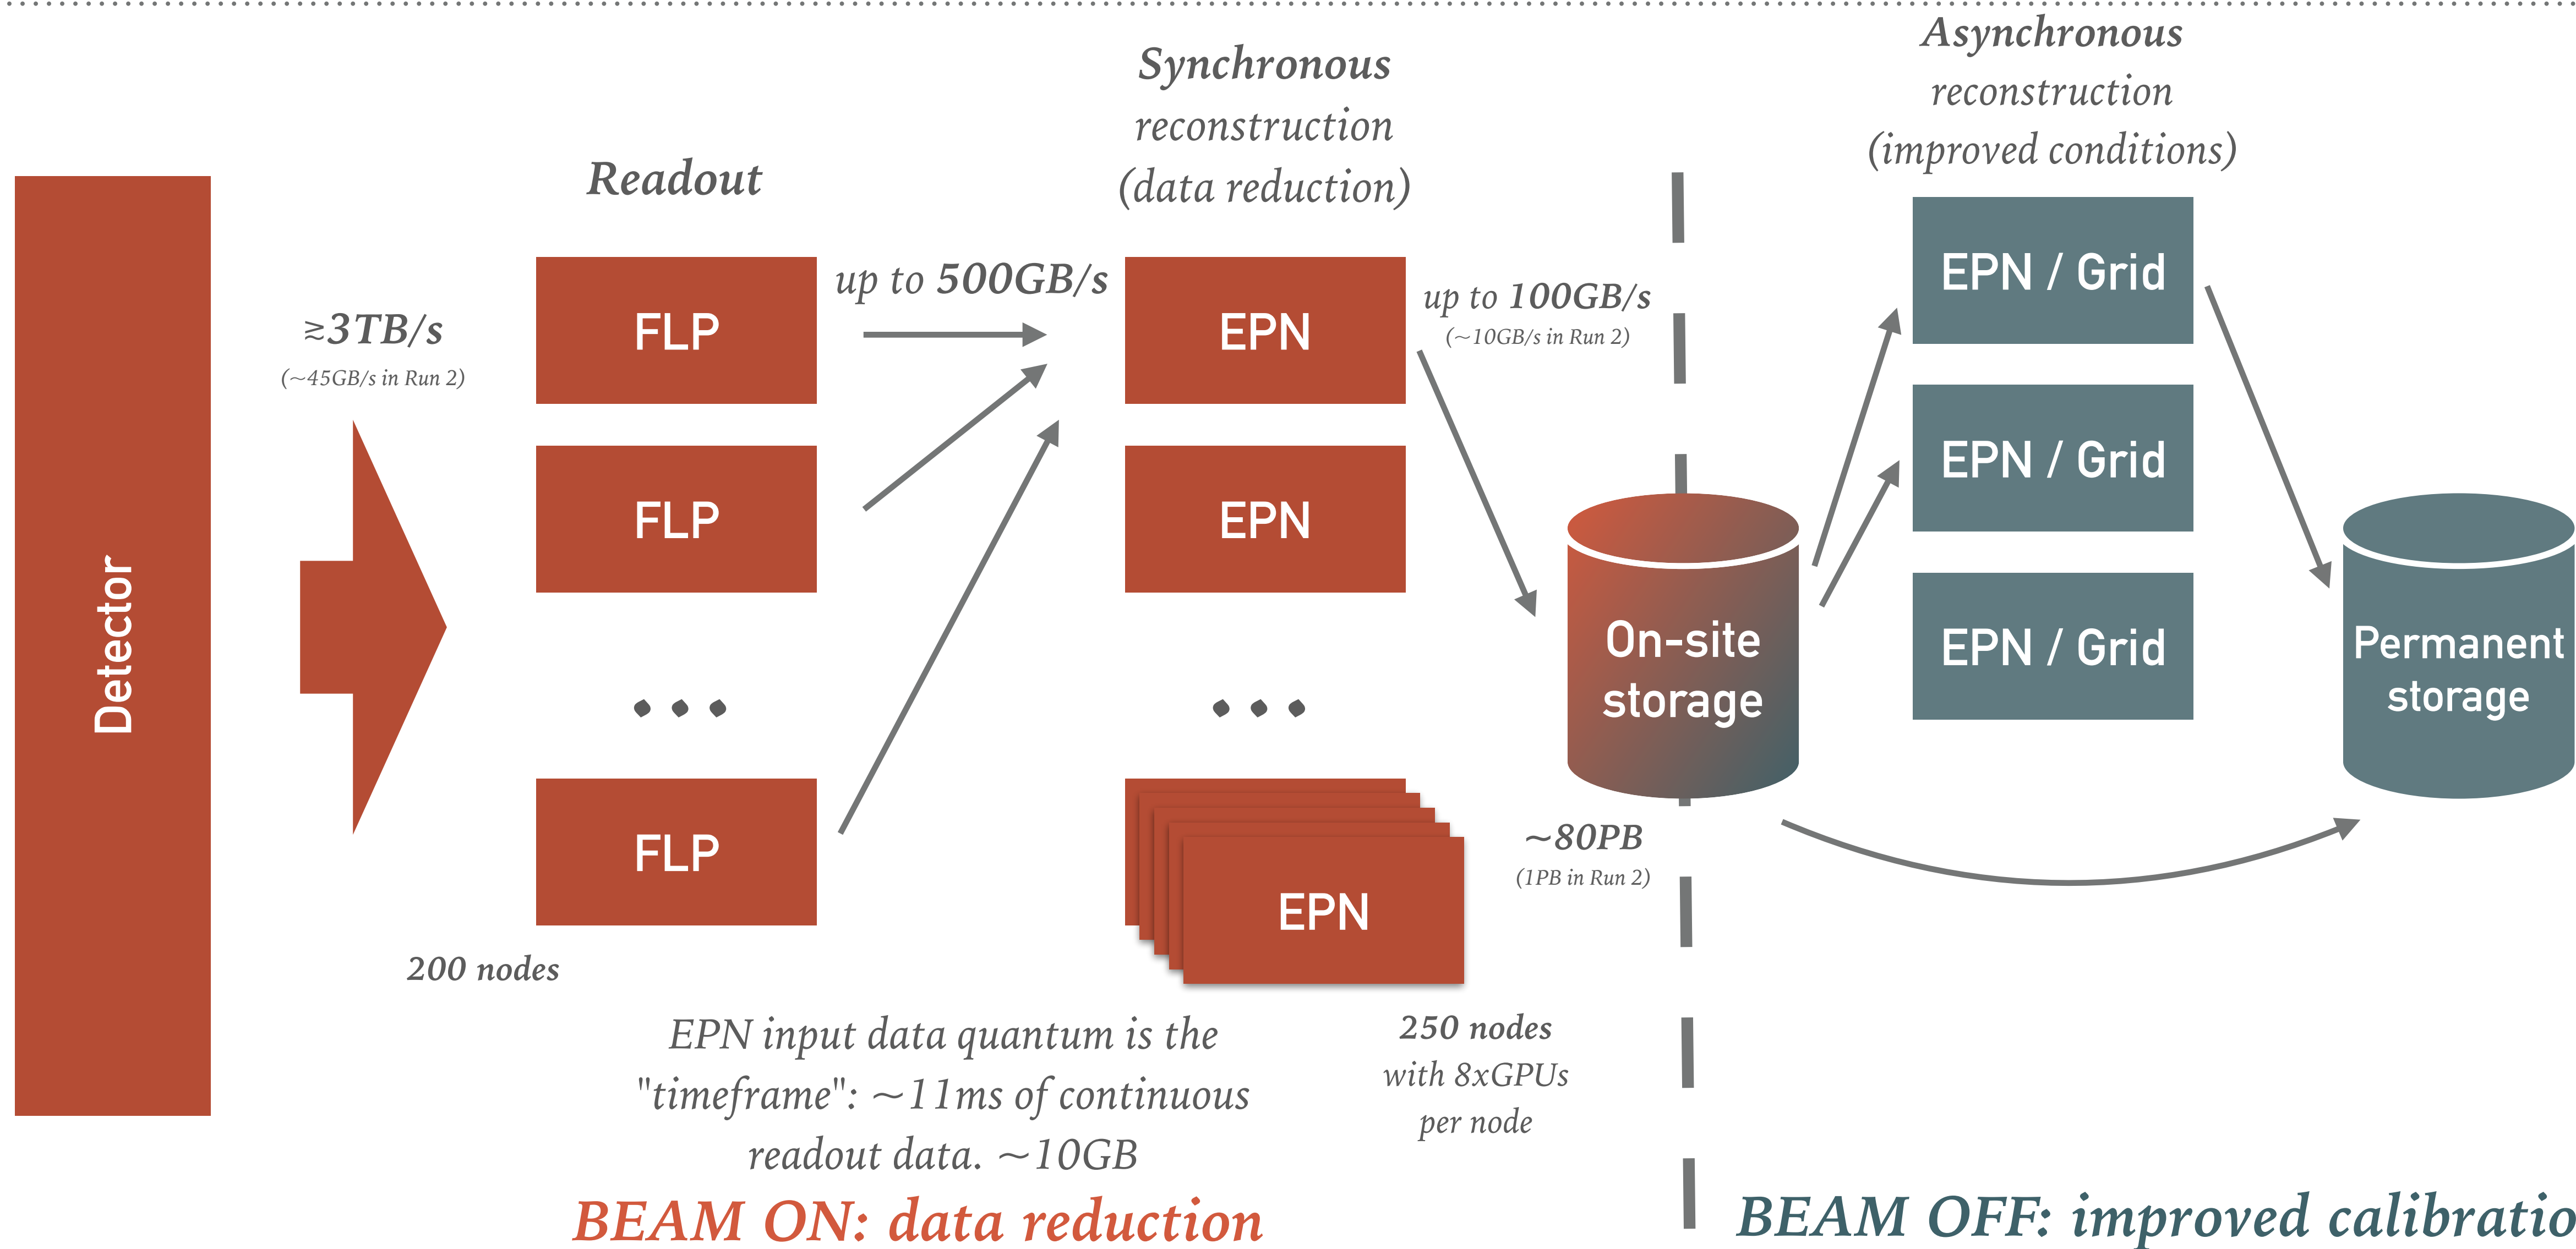 Asynchronous
reconstruction
(improved conditions)
Synchronous
reconstruction
(data reduction)
Readout
≳3TB/s
(~45GB/s in Run 2)
up to 500GB/s
up to 100GB/s
(~10GB/s in Run 2)
Detector
FLP
FLP
...
FLP
EPN
EPN
...
EPN
EPN / Grid
EPN / Grid
EPN / Grid
On-site
storage
Permanent
storage
~80PB
(1PB in Run 2)
200 nodes
250 nodes
with 8xGPUs
per node
EPN input data quantum is the
"timeframe": ~11ms of continuous
readout data. ~10GB
BEAM ON: data reduction
BEAM OFF: improved calibratio